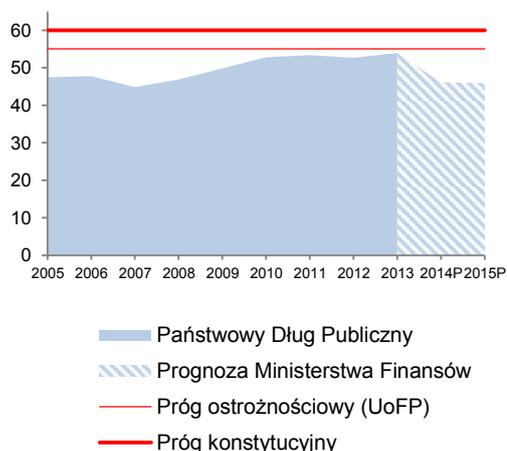 60
50
40
30
20
10
0
2005 2006 2007 2008 2009 2010 2011 2012 2013 2014P 2015P
Państwowy Dług Publiczny
Prognoza Ministerstwa Finansów
Próg ostrożnościowy (UoFP)
Próg konstytucyjny